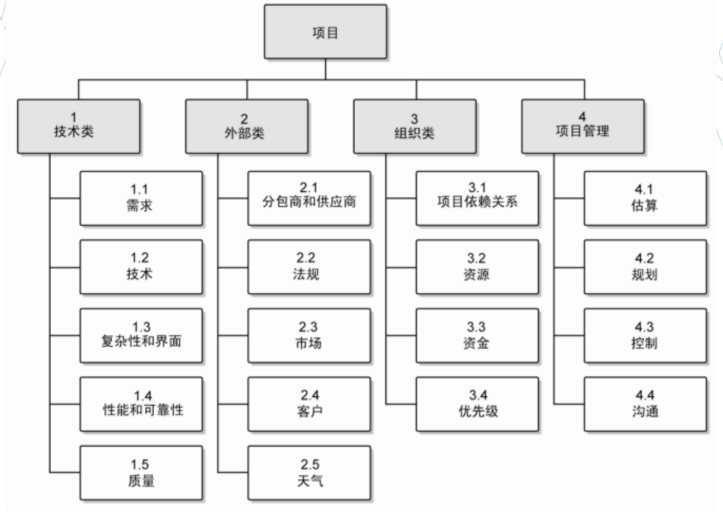 项目
1
技术类
2
外部类
3
组织类
4
项目管理
1.1
需求
1.2
技术
1.3
复杂性和界面
1.4
性能和可靠性
1.5
质量
2.1
分包商和供应商
2.2
法规
2.3
市场
2.4
客户
2.5
天气
3.1
项目依赖关系
3.2
资源
3.3
资金
3.4
优先级
4.1
估算
4.2
规划
4.3
控制
4.4
沟通